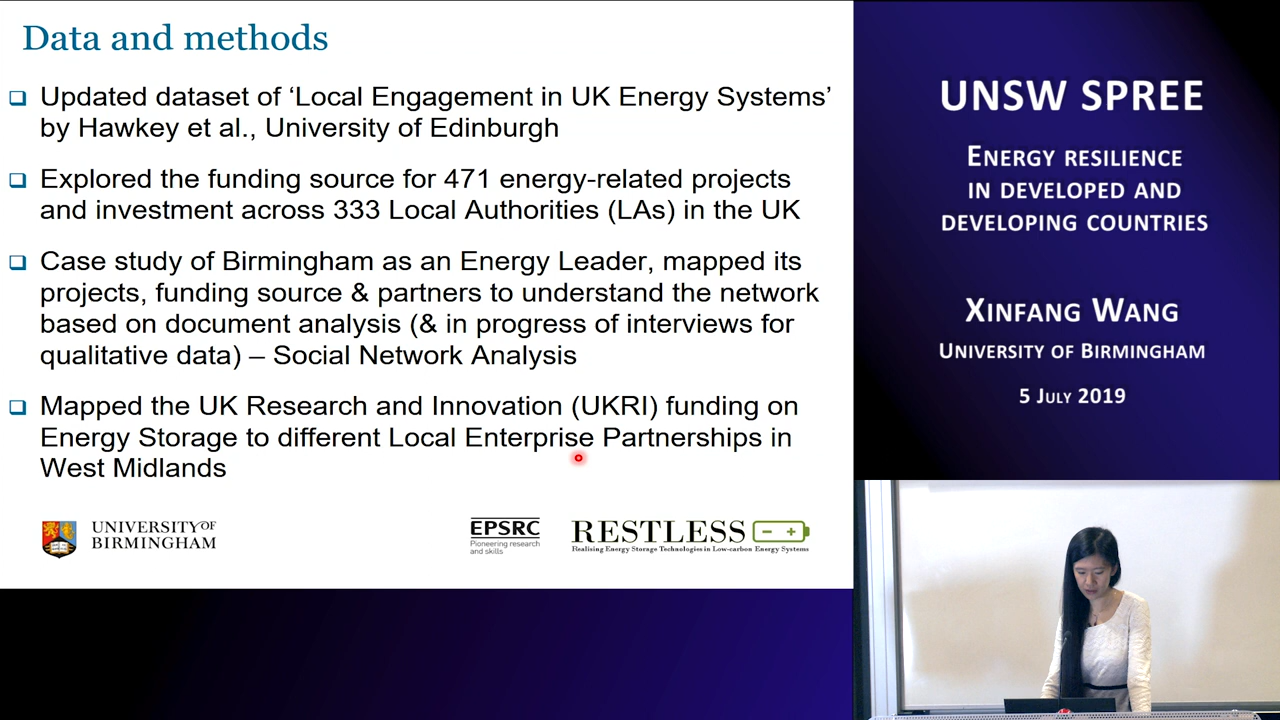 Data and methods
Updated dataset of ‘Local Engagement in UK Energy Systems’
by Hawkey et al., University of Edinburgh
Explored the funding source for 471 energy-related projects
and investment across 333 Local Authorities (LAs) in the UK
Case study of Birmingham as an Energy Leader, mapped its
projects, funding source & partners to understand the network
based on document analysis (& in progress of interviews for
qualitative data) – Social Network Analysis
Mapped the UK Research and Innovation (UKRI) funding on
Energy Storage to different Local Enterprise Partnerships in
West Midlands
UNIVERSITY OF
BIRMINGHAM
EPSRC
Pioneering research
and skills
RESTLESS
Realising Energy Storage Technologies in Low-carbon Energy Systems
UNSW SPREE
ENERGY RESILIENCE
IN DEVELOPED AND
DEVELOPING COUNTRIES
XINFANG WANG
UNIVERSITY OF BIRMINGHAM
5 JULY 2019